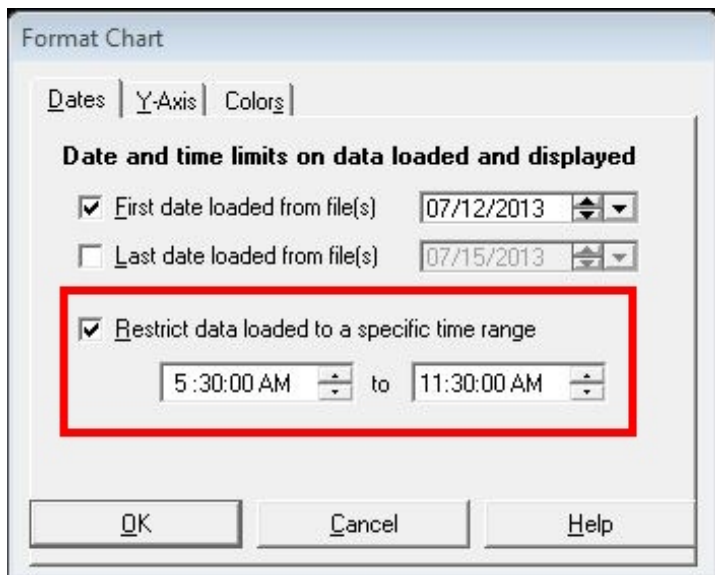 Format Chart
Dates Y-Axis Colors
Date and time limits on data loaded and displayed
First date loaded from file(s) 07/12/2013
Last date loaded from file(s) 07/15/2013
Restrict data loaded to a specific time range
5 :30:00 AM to 11:30:00 AM
OK Cancel Help